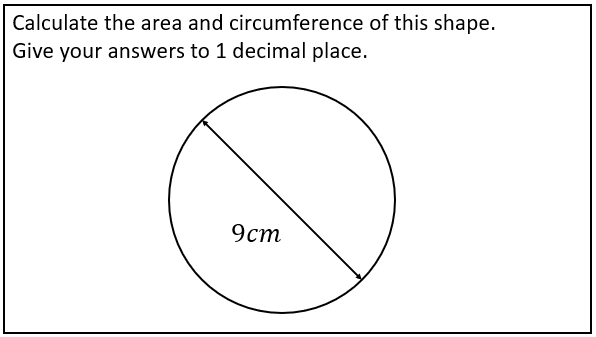 Calculate the area and circumference of this shape.
Give your answers to 1 decimal place.
9cm